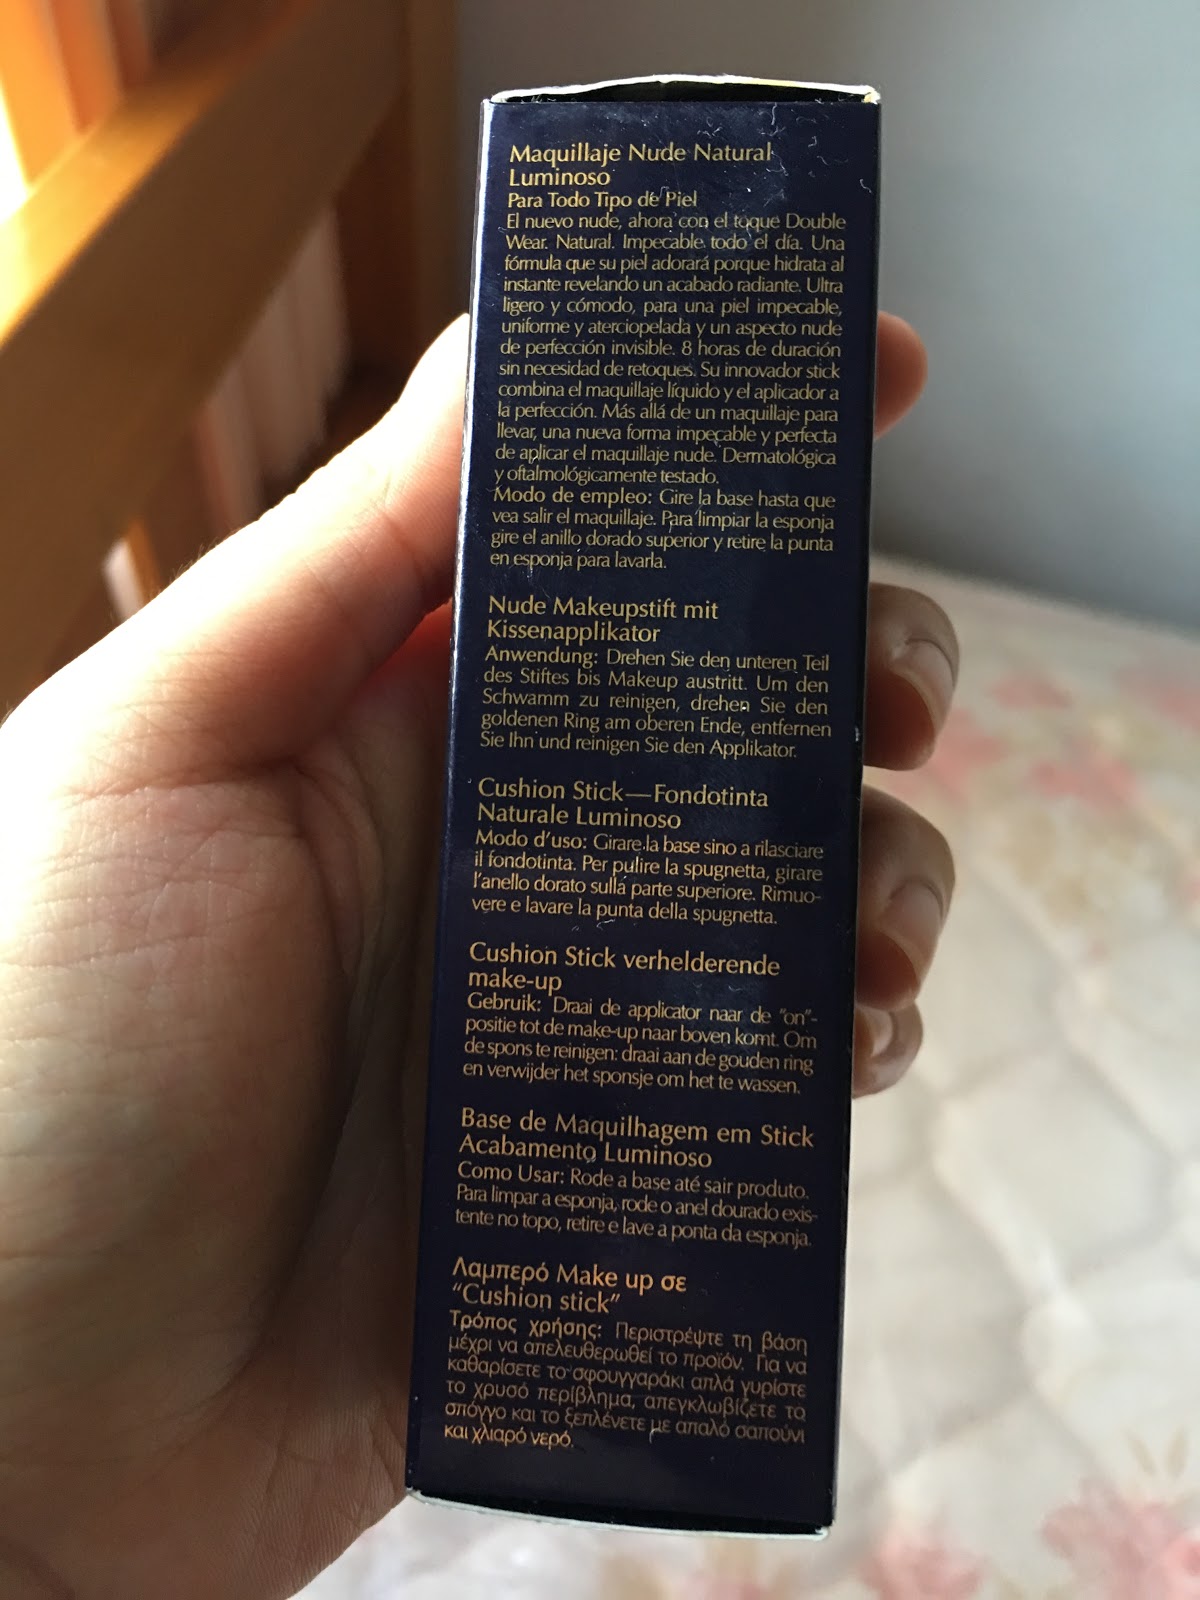 Maquillaje Nude Natural
Luminoso
Para Todo Tipo de Piel
El nuevo nude, ahora con el toque Double
Wear. Natural. Impecable todo el día. Una
fórmula que su piel adorará porque hidrata al
instante revelando un acabado radiante. Ultra
ligero y cómodo, para una piel impecable,
uniforme y aterciopelada y un aspecto nude
de perfección invisible. 8 horas de duración
sin necesidad de retoques. Su innovador stick
combina el maquillaje líquido y el aplicador a
la perfección. Más allá de un maquillaje para
llevar, una nueva forma impecable y perfecta
de aplicar el maquillaje nude. Dermatológica
y oftalmológicamente testado.
Modo de empleo: Gire la base hasta que
vea salir el maquillaje. Para limpiar la esponja
gire el anillo dorado superior y retire la punta
en esponja para lavarla.
Nude Makeupstift mit
Kissenapplikator
Anwendung: Drehen Sie den unteren Teil
des Stiftes bis Makeup austritt. Um den
Schwamm zu reinigen, drehen Sie den
goldenen Ring am oberen Ende, entfernen
Sie Ihn und reinigen Sie den Applikator.
Cushion Stick—Fondotinta
Naturale Luminoso
Modo d'uso: Girare la base sino a rilasciare
il fondotinta. Per pulire la spugnetta, girare
l'anello dorato sulla parte superiore. Rimuo-
vere e lavare la punta della spugnetta.
Cushion Stick verhelderende
make-up
Gebruik: Draai de applicator naar de "on"-
positie tot de make-up naar boven komt. Om
de spons te reinigen: draai aan de gouden ring
en verwijder het sponsje om het te wassen.
Base de Maquilhagem em Stick
Acabamento Luminoso
Como Usar: Rode a base até sair produto.
Para limpar a esponja, rode o anel dourado exis-
tente no topo, retire e lave a ponta da esponja.
Λαμπερό Make up σε
"Cushion stick"
Τρόπος χρήσης: Περιστρέψτε τη βάση
μέχρι να απελευθερωθεί το προϊόν. Για να
καθαρίσετε το σφουγγαράκι απλά γυρίστε
το χρυσό περίβλημα, απεγκλωβίζετε το
σπόγγο και το ξεπλένετε με απαλό σαπούνι
και χλιαρό νερό.